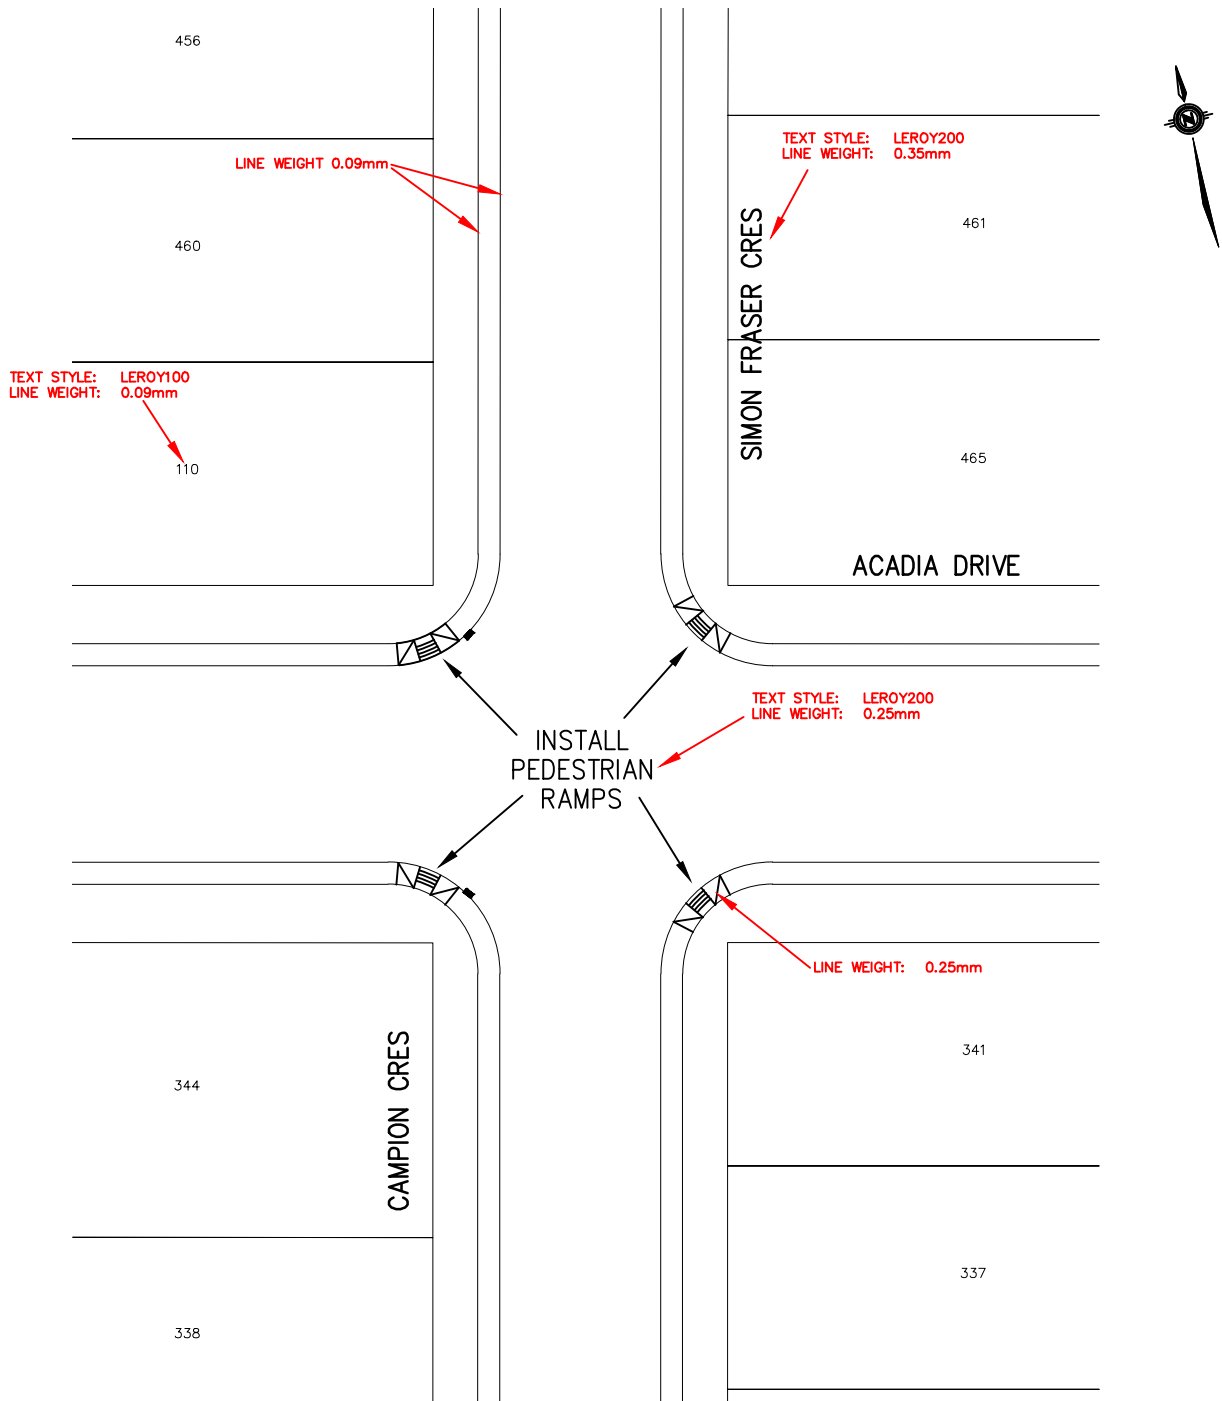 456
TEXT STYLE: LEROY200
LINE WEIGHT: 0.35mm
LINE WEIGHT 0.09mm
N
461
460
SIMON FRASER CRES
TEXT STYLE: LEROY100
LINE WEIGHT: 0.09mm
110
465
ACADIA DRIVE
TEXT STYLE: LEROY200
LINE WEIGHT: 0.25mm
INSTALL
PEDESTRIAN
RAMPS
LINE WEIGHT: 0.25mm
CAMPION CRES
341
344
337
338